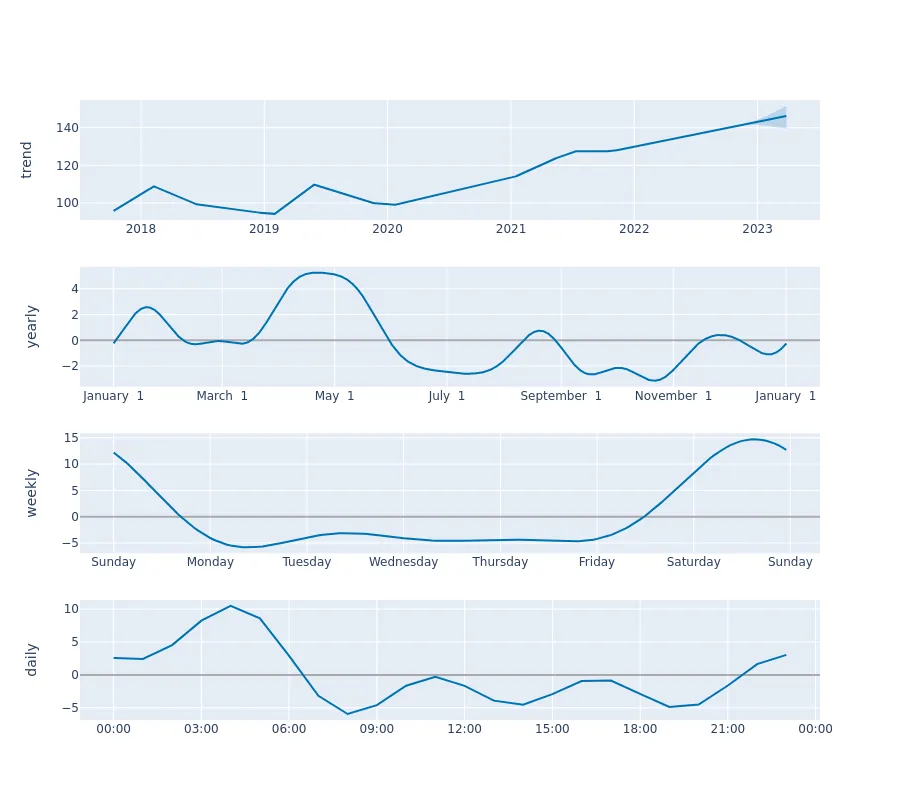 trend
140
120
100
2018 2019 2020 2021 2022 2023
yearly
4
2
0
−2
January 1 March 1 May 1 July 1 September 1 November 1 January 1
weekly
15
10
5
0
−5
Sunday Monday Tuesday Wednesday Thursday Friday Saturday Sunday
daily
10
5
0
−5
00:00 03:00 06:00 09:00 12:00 15:00 18:00 21:00 00:00